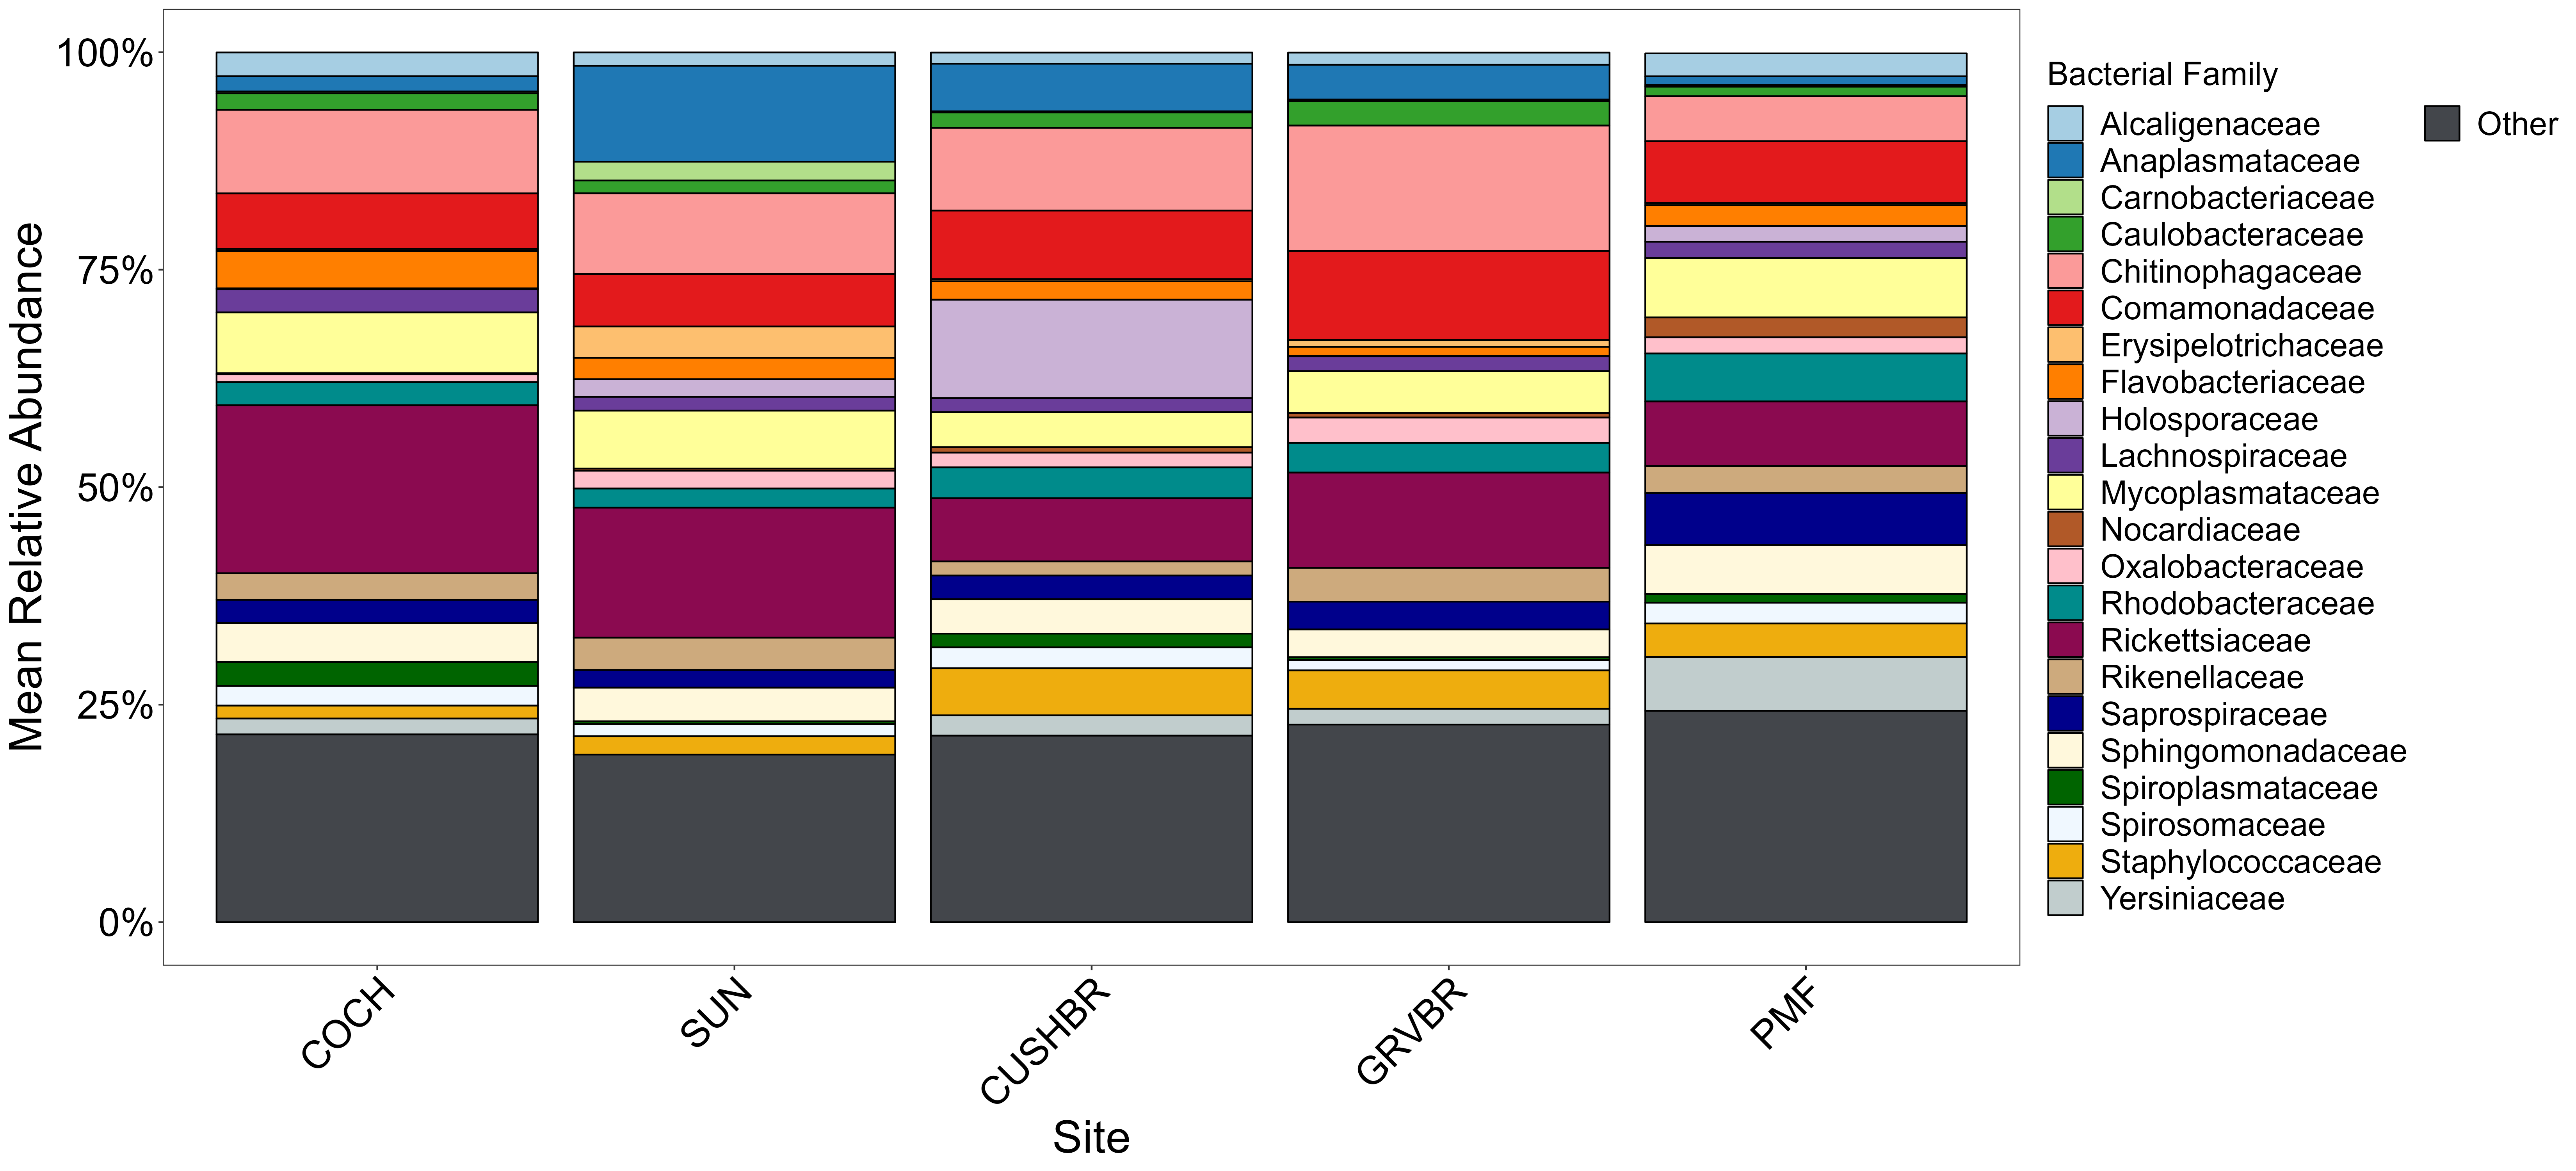 Mean Relative Abundance
100%
75%
50%
25%
0%
COCH
SUN
CUSHBR
GRVBR
PMF
Site
Bacterial Family
Alcaligenaceae
Anaplasmataceae
Carnobacteriaceae
Caulobacteraceae
Chitinophagaceae
Comamonadaceae
Erysipelotrichaceae
Flavobacteriaceae
Holosporaceae
Lachnospiraceae
Mycoplasmataceae
Nocardiaceae
Oxalobacteraceae
Rhodobacteraceae
Rickettsiaceae
Rikenellaceae
Saprospiraceae
Sphingomonadaceae
Spiroplasmataceae
Spirosomaceae
Staphylococcaceae
Yersiniaceae
Other